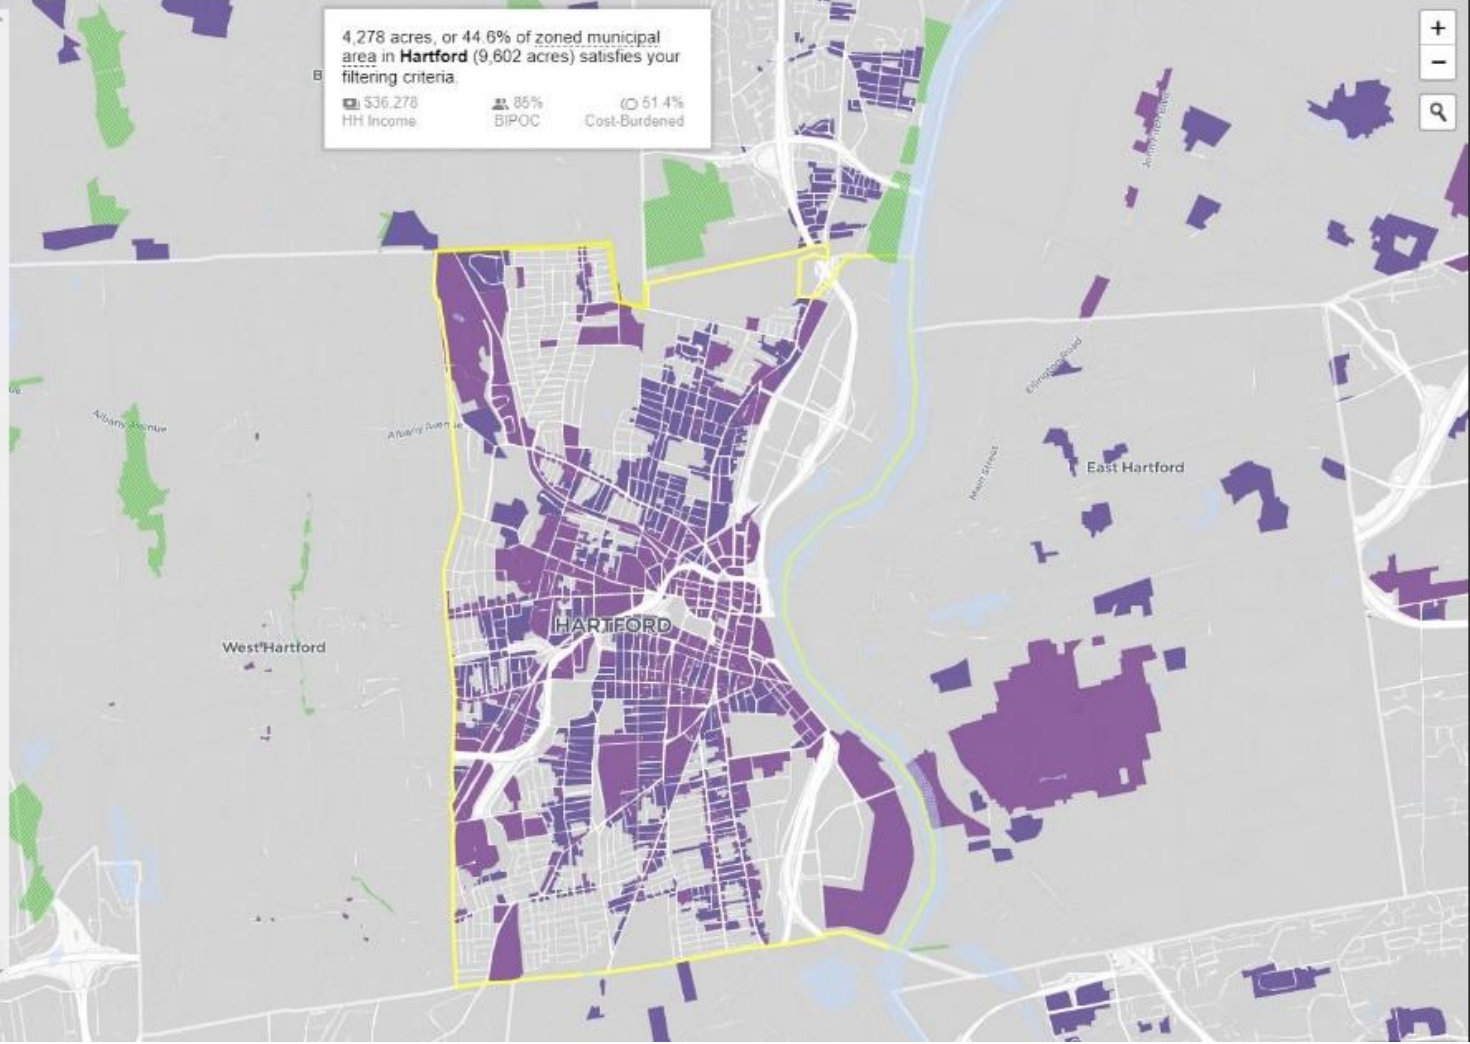 4,278 acres, or 44.6% of zoned municipal
area in Hartford (9,602 acres) satisfies your
filtering criteria.
$36,278
HH Income
85%
BIPOC
51.4%
Cost-Burdened
B
+
−
Albany Avenue
Albany Avenue
Ellington Road
Main Street
East Hartford
HARTFORD
West Hartford